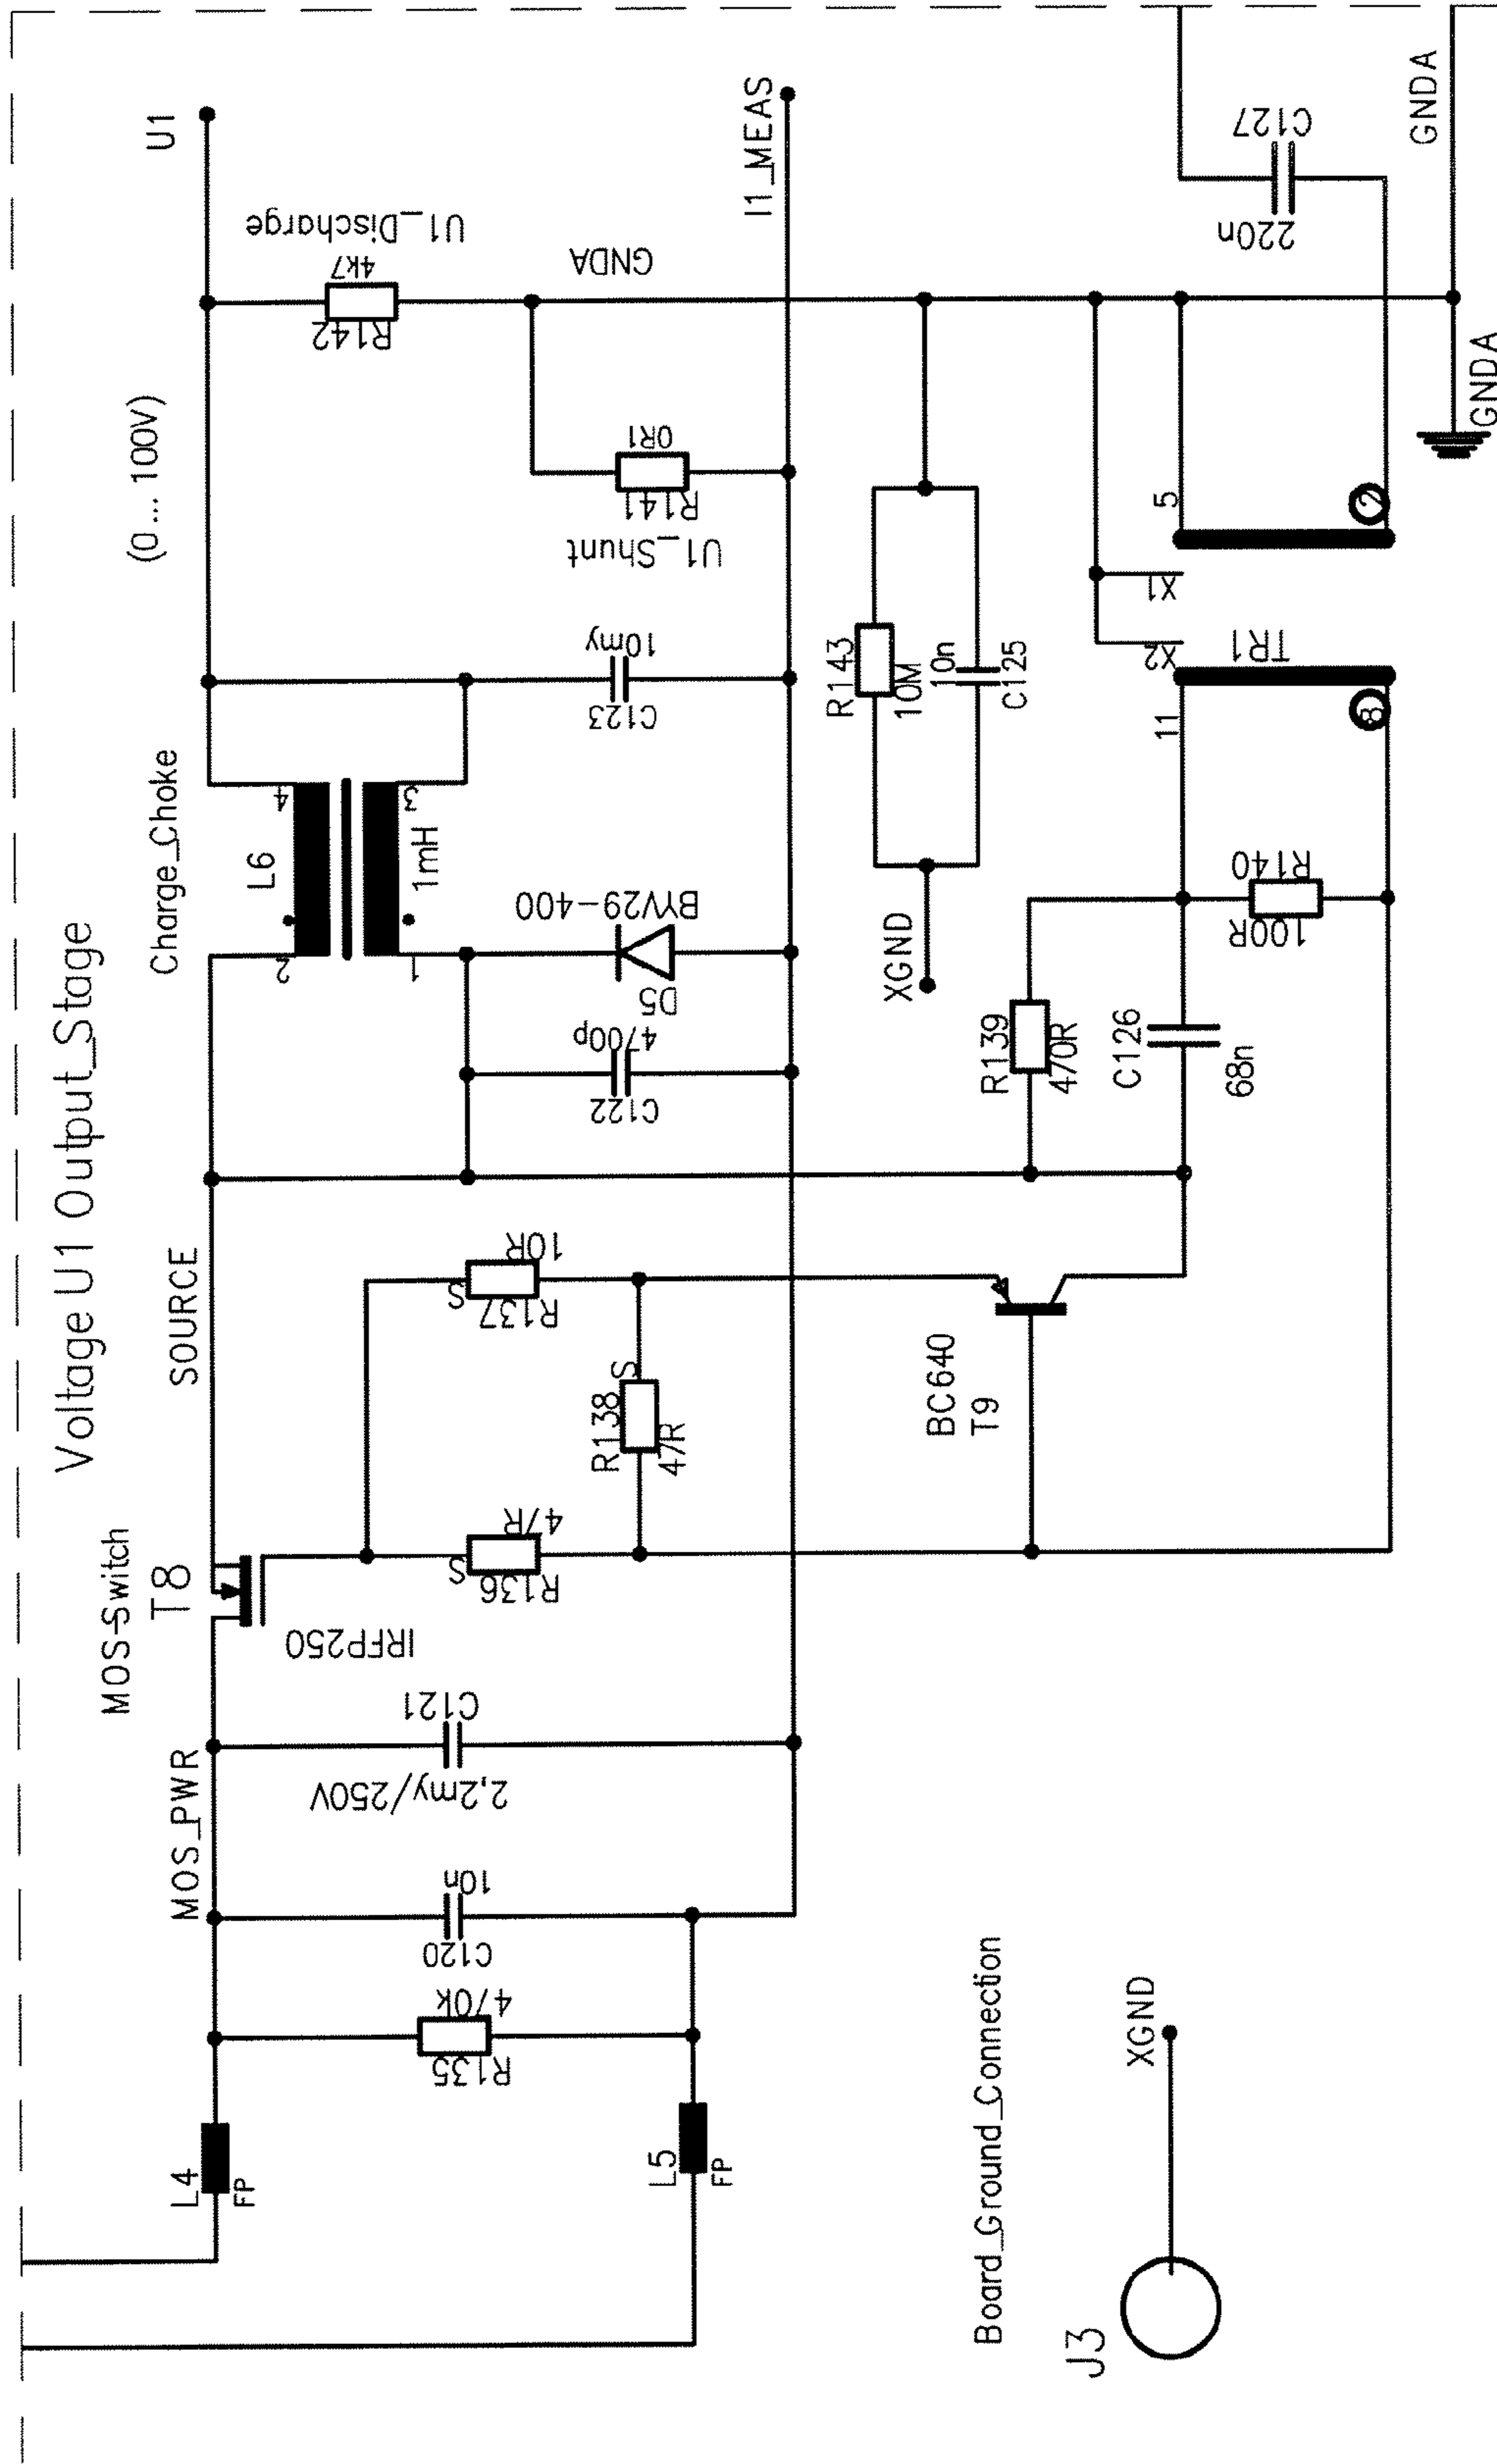 Voltage U1 Output_Stage
MOS-Switch
T8
IRFP250
MOS_PWR
SOURCE
Charge_Choke
L6
1mH
2
4
1
3
(0 ... 100V)
U1
L4
FP
L5
FP
R135
470k
C120
10n
C121
2,2my/250V
R136
47R
S
R137
10R
S
R138
47R
S
C122
4700p
D5
BYV29-400
C123
10my
U1_Shunt
R141
0R1
R142
4k7
U1_Discharge
GNDA
I1_MEAS
XGND
R143
10M
10n
C125
BC640
T9
R139
470R
C126
68n
100R
R140
11
8
TR1
X2
X1
5
2
220n
C127
GNDA
GNDA
Board_Ground_Connection
J3
XGND